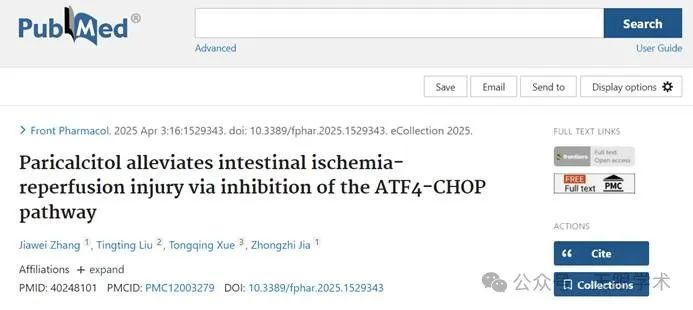 PubMed®
Search
Advanced
User Guide
Save
Email
Send to
Display options
Front Pharmacol. 2025 Apr 3:16:1529343. doi: 10.3389/fphar.2025.1529343. eCollection 2025.
Paricalcitol alleviates intestinal ischemia-
reperfusion injury via inhibition of the ATF4-CHOP
pathway
Jiawei Zhang 1, Tingting Liu 2, Tongqing Xue 3, Zhongzhi Jia 1
Affiliations + expand
PMID: 40248101 PMCID: PMC12003279 DOI: 10.3389/fphar.2025.1529343
FULL TEXT LINKS
frontiers Full text
Open access
FREE
Full text PMC
ACTIONS
Cite
Collections
公众号
学术